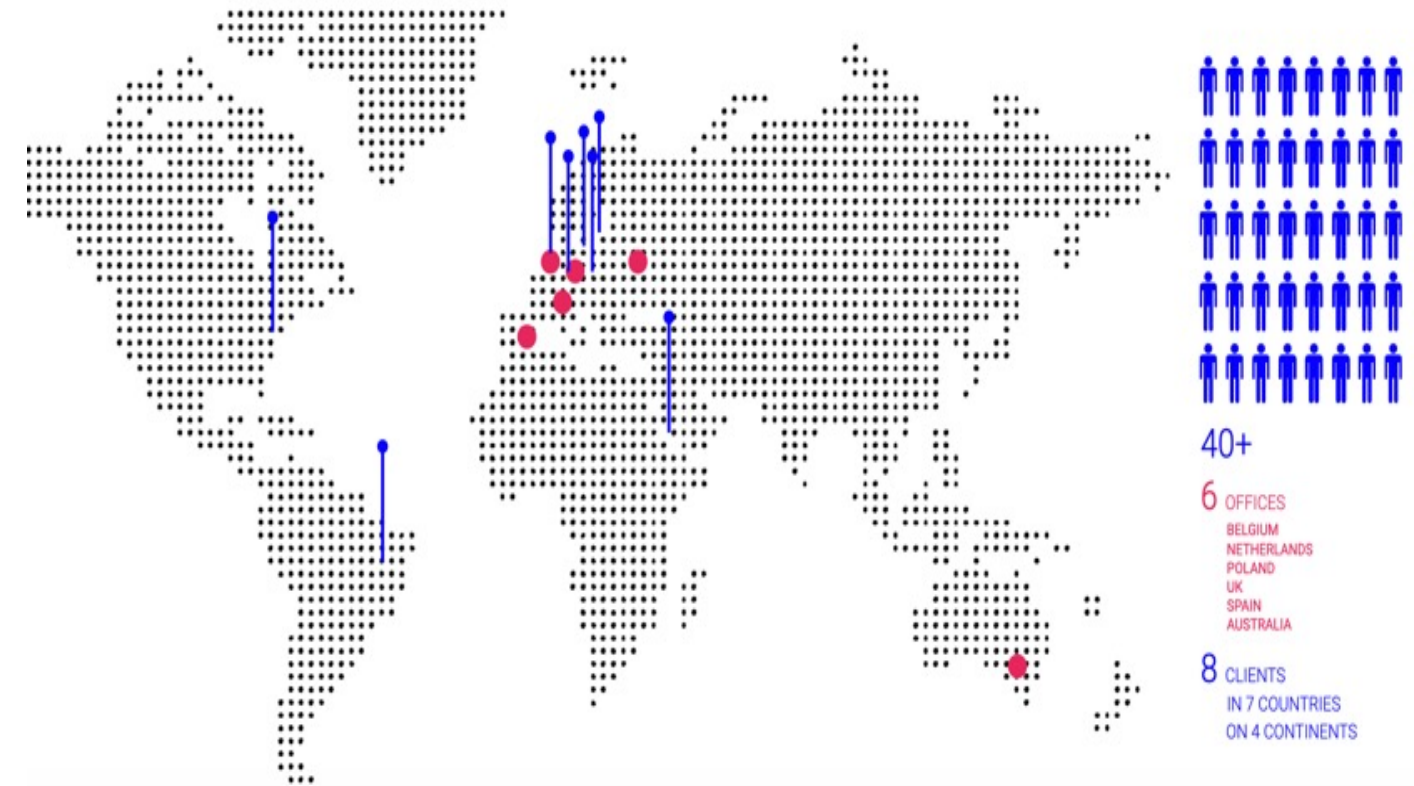 40+
6 OFFICES
BELGIUM
NETHERLANDS
POLAND
UK
SPAIN
AUSTRALIA
8 CLIENTS
IN 7 COUNTRIES
ON 4 CONTINENTS